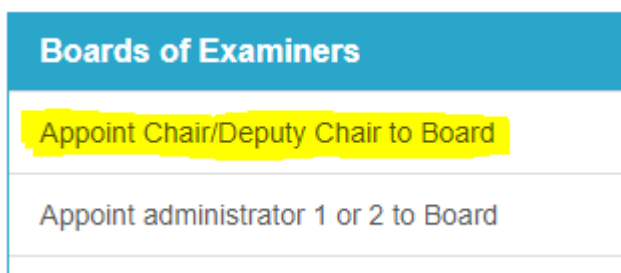 Boards of Examiners
Appoint Chair/Deputy Chair to Board
Appoint administrator 1 or 2 to Board